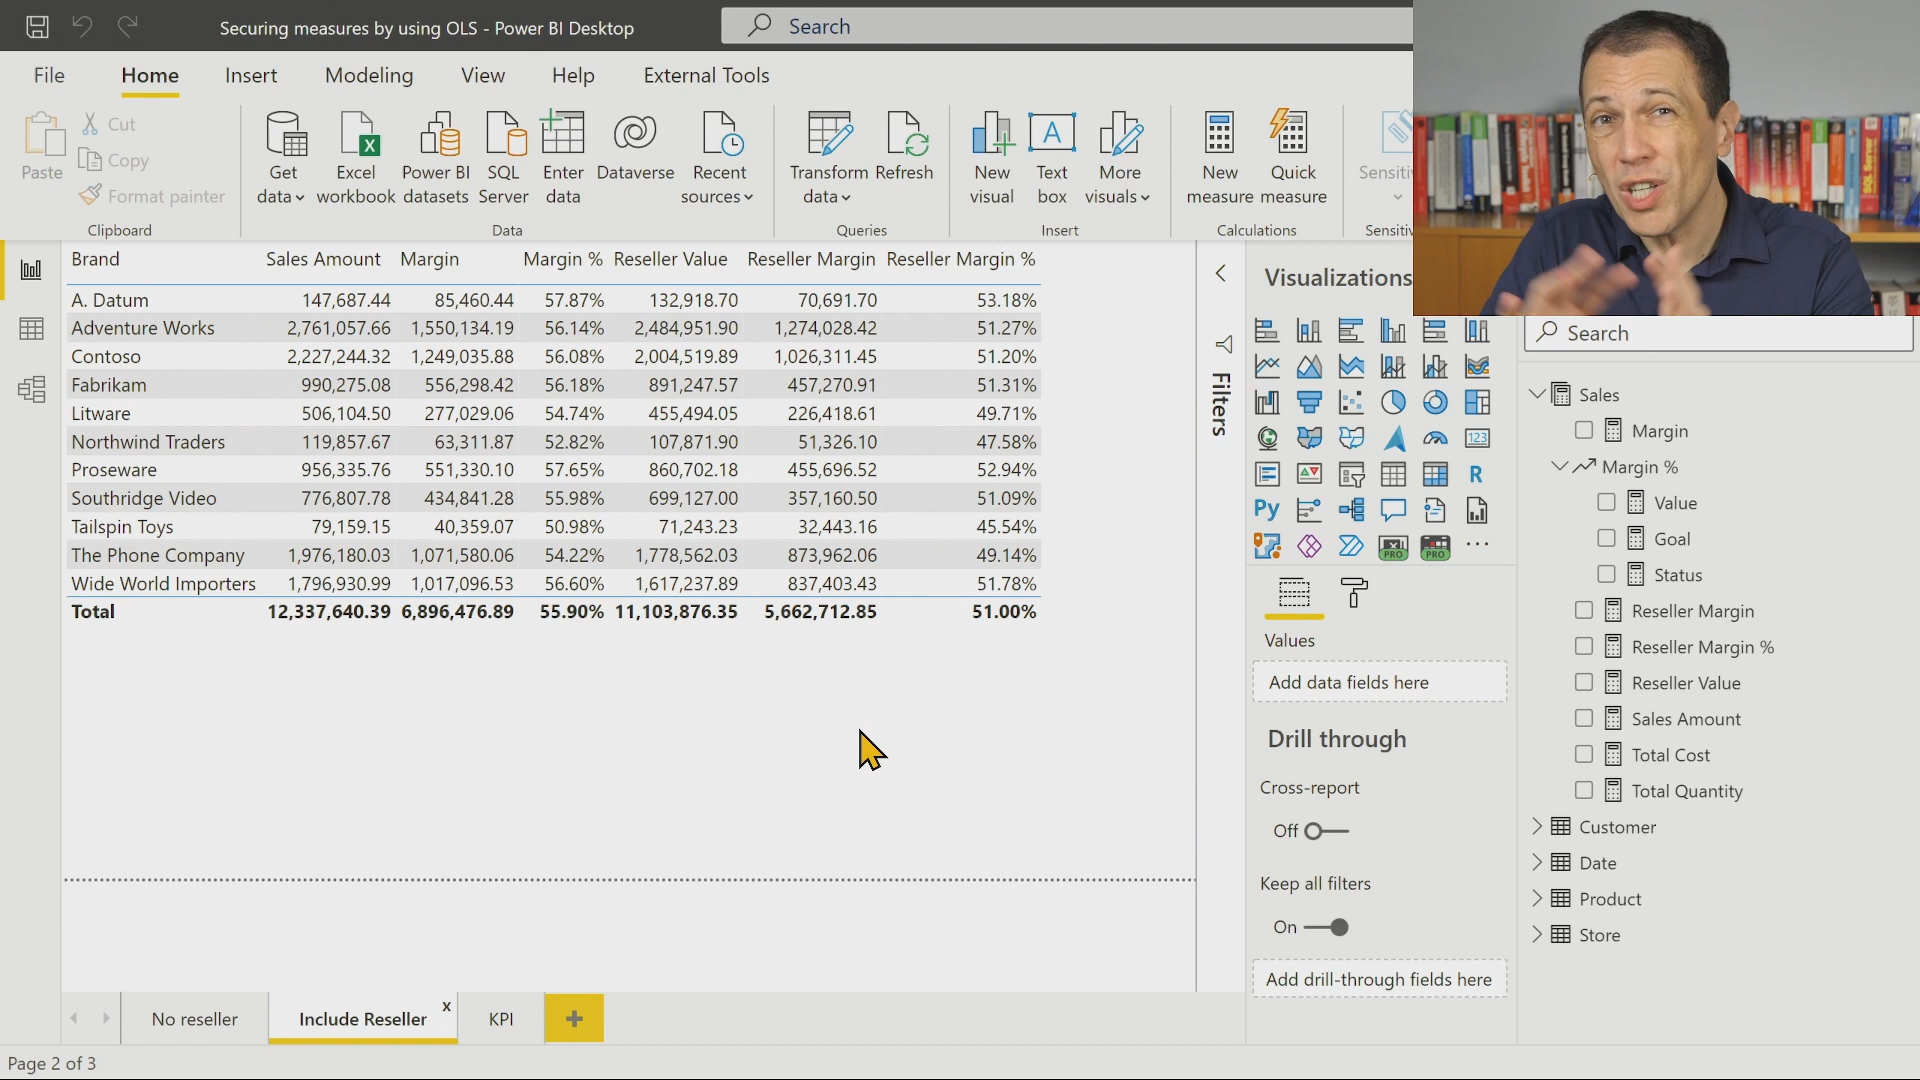 Securing measures by using OLS - Power BI Desktop
Search
File Home Insert Modeling View Help External Tools
Paste
Cut
Copy
Format painter
Clipboard
Get data
Excel workbook
Power BI datasets
SQL Server
Enter data
Dataverse
Recent sources
Data
Transform data
Refresh
Queries
New visual
Text box
More visuals
Insert
New measure
Quick measure
Calculations
Sensiti
Sensitiv
Brand Sales Amount Margin Margin % Reseller Value Reseller Margin Reseller Margin %
A. Datum 147,687.44 85,460.44 57.87% 132,918.70 70,691.70 53.18%
Adventure Works 2,761,057.66 1,550,134.19 56.14% 2,484,951.90 1,274,028.42 51.27%
Contoso 2,227,244.32 1,249,035.88 56.08% 2,004,519.89 1,026,311.45 51.20%
Fabrikam 990,275.08 556,298.42 56.18% 891,247.57 457,270.91 51.31%
Litware 506,104.50 277,029.06 54.74% 455,494.05 226,418.61 49.71%
Northwind Traders 119,857.67 63,311.87 52.82% 107,871.90 51,326.10 47.58%
Proseware 956,335.76 551,330.10 57.65% 860,702.18 455,696.52 52.94%
Southridge Video 776,807.78 434,841.28 55.98% 699,127.00 357,160.50 51.09%
Tailspin Toys 79,159.15 40,359.07 50.98% 71,243.23 32,443.16 45.54%
The Phone Company 1,976,180.03 1,071,580.06 54.22% 1,778,562.03 873,962.06 49.14%
Wide World Importers 1,796,930.99 1,017,096.53 56.60% 1,617,237.89 837,403.43 51.78%
Total 12,337,640.39 6,896,476.89 55.90% 11,103,876.35 5,662,712.85 51.00%
Filters
Visualizations
123
R
Py
PRO
PRO
Values
Add data fields here
Drill through
Cross-report
Off
Keep all filters
On
Add drill-through fields here
Search
Sales
Margin
Margin %
Value
Goal
Status
Reseller Margin
Reseller Margin %
Reseller Value
Sales Amount
Total Cost
Total Quantity
Customer
Date
Product
Store
No reseller
Include Reseller
x
KPI
+
Page 2 of 3